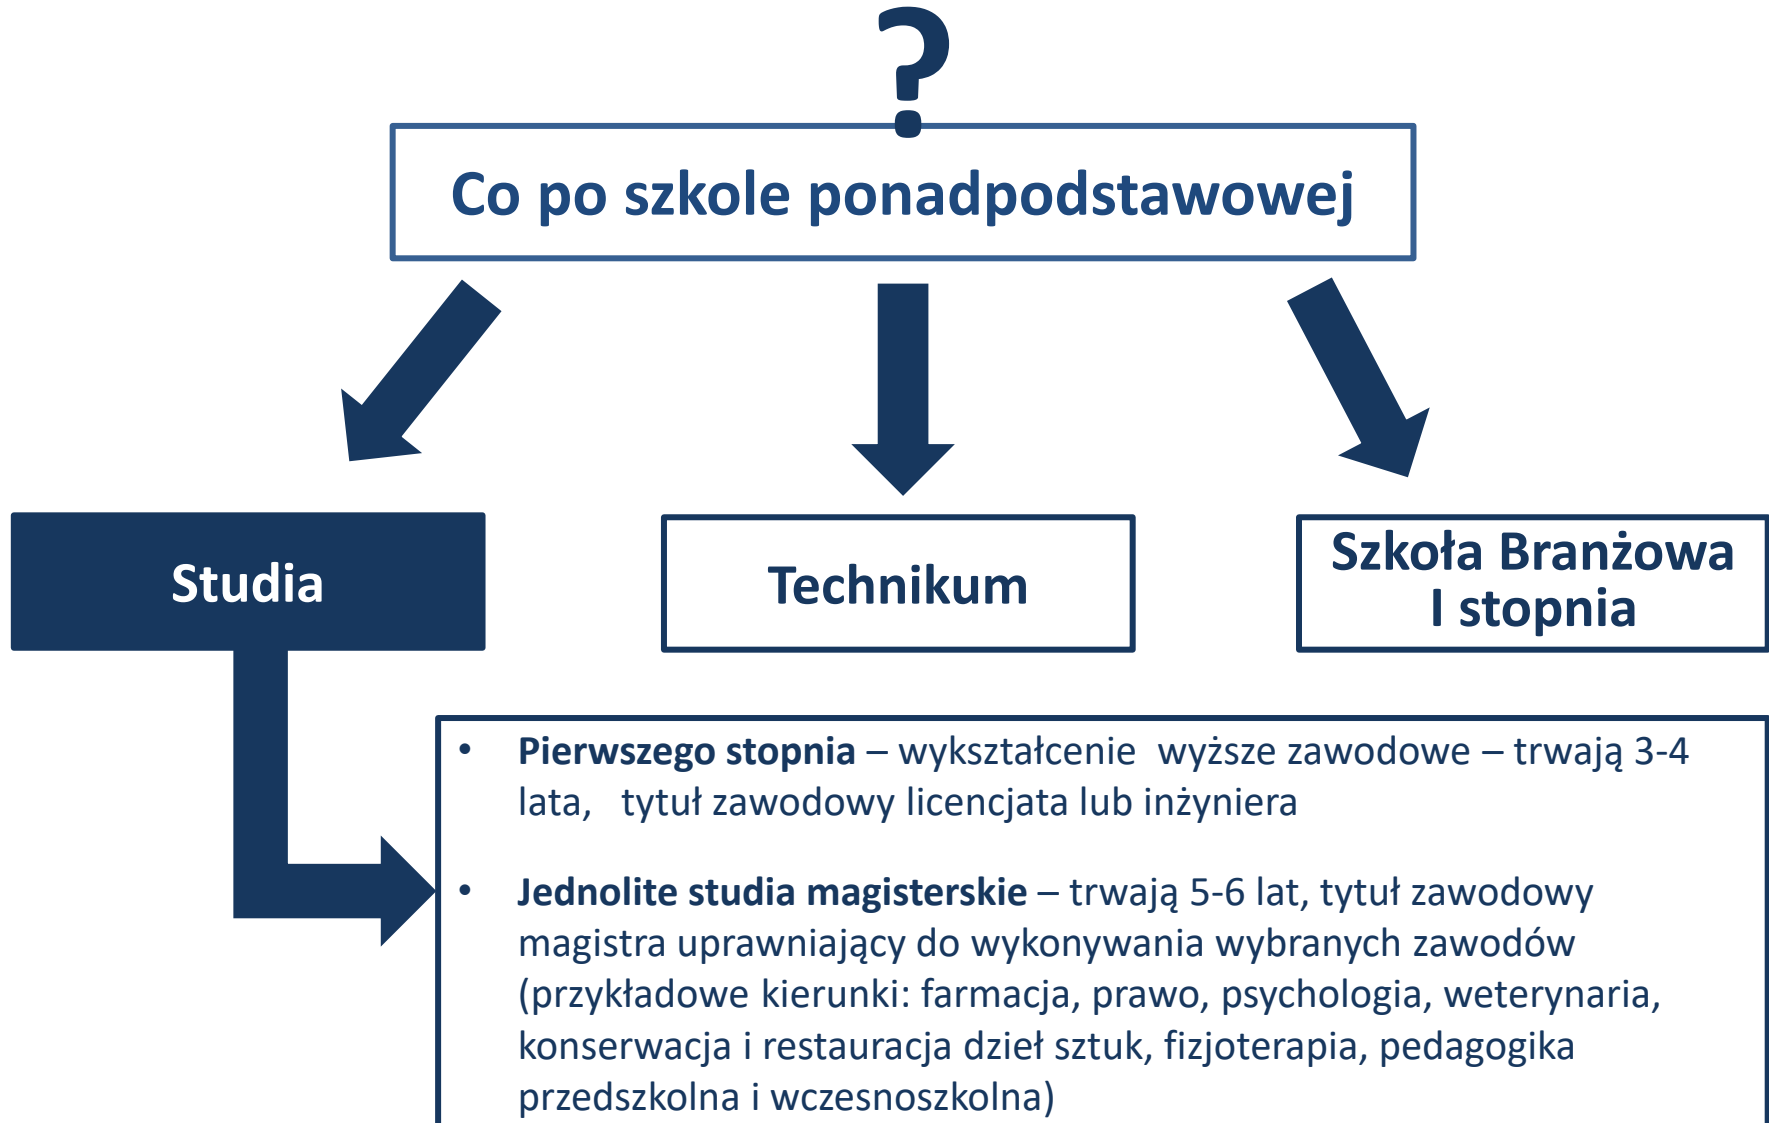 ?
Co po szkole ponadpodstawowej
Studia
Technikum
Szkoła Branżowa
I stopnia
• Pierwszego stopnia – wykształcenie wyższe zawodowe – trwają 3-4
lata, tytuł zawodowy licencjata lub inżyniera
• Jednolite studia magisterskie – trwają 5-6 lat, tytuł zawodowy
magistra uprawniający do wykonywania wybranych zawodów
(przykładowe kierunki: farmacja, prawo, psychologia, weterynaria,
konserwacja i restauracja dzieł sztuk, fizjoterapia, pedagogika
przedszkolna i wczesnoszkolna)